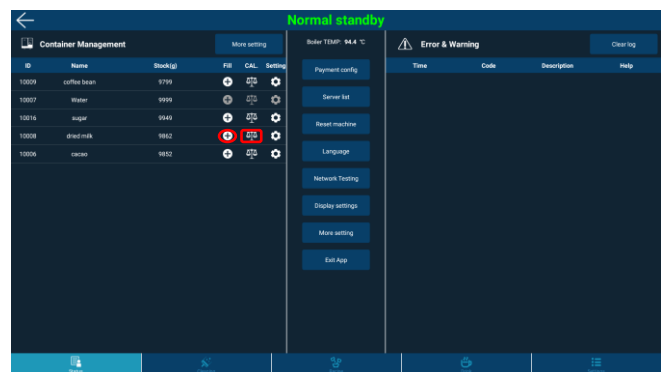 Normal standby
Container Management
More setting
ID Name Stock(g) Fill CAL. Setting
10009 coffee bean 9799
10007 Water 9999
10016 sugar 9949
10008 dried milk 9862
10006 cacao 9852
Boiler TEMP: 94.4 ℃
Payment config
Server list
Reset machine
Language
Network Testing
Display settings
More setting
Exit App
Error & Warning
Clear log
Time Code Description Help